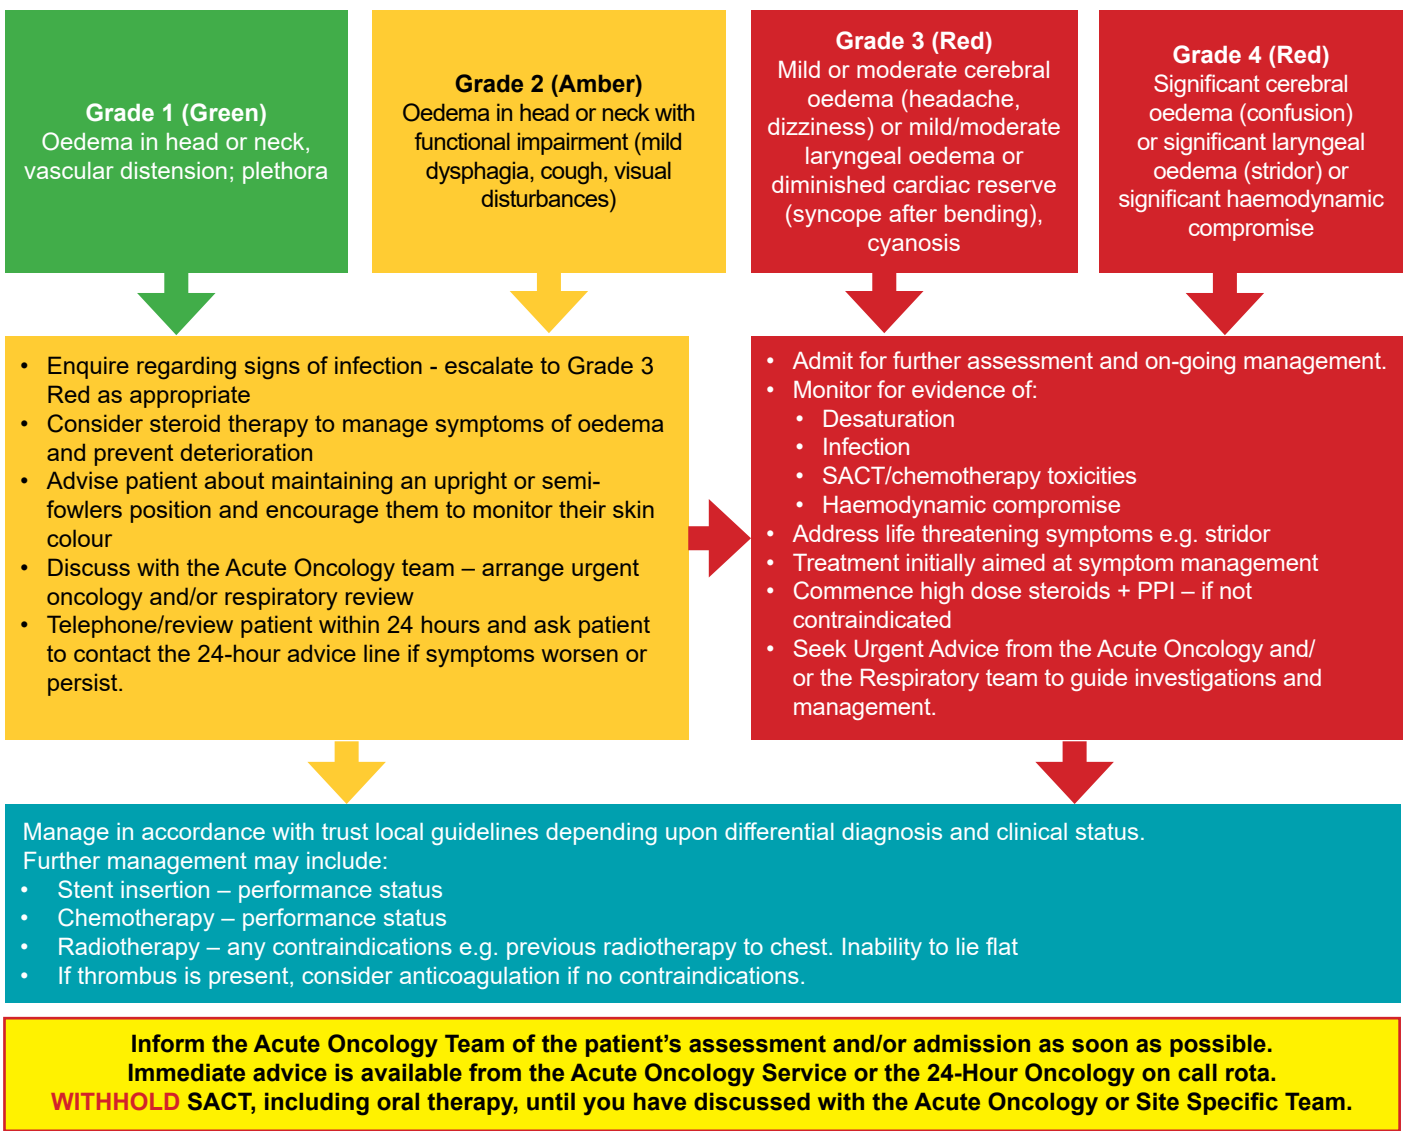 Grade 1 (Green)
Oedema in head or neck,
vascular distension; plethora
Grade 2 (Amber)
Oedema in head or neck with
functional impairment (mild
dysphagia, cough, visual
disturbances)
Grade 3 (Red)
Mild or moderate cerebral
oedema (headache,
dizziness) or mild/moderate
laryngeal oedema or
diminished cardiac reserve
(syncope after bending),
cyanosis
Grade 4 (Red)
Significant cerebral
oedema (confusion)
or significant laryngeal
oedema (stridor) or
significant haemodynamic
compromise
• Enquire regarding signs of infection - escalate to Grade 3
Red as appropriate
• Consider steroid therapy to manage symptoms of oedema
and prevent deterioration
• Advise patient about maintaining an upright or semi-
fowlers position and encourage them to monitor their skin
colour
• Discuss with the Acute Oncology team – arrange urgent
oncology and/or respiratory review
• Telephone/review patient within 24 hours and ask patient
to contact the 24-hour advice line if symptoms worsen or
persist.
• Admit for further assessment and on-going management.
• Monitor for evidence of:
• Desaturation
• Infection
• SACT/chemotherapy toxicities
• Haemodynamic compromise
• Address life threatening symptoms e.g. stridor
• Treatment initially aimed at symptom management
• Commence high dose steroids + PPI – if not
contraindicated
• Seek Urgent Advice from the Acute Oncology and/
or the Respiratory team to guide investigations and
management.
Manage in accordance with trust local guidelines depending upon differential diagnosis and clinical status.
Further management may include:
• Stent insertion – performance status
• Chemotherapy – performance status
• Radiotherapy – any contraindications e.g. previous radiotherapy to chest. Inability to lie flat
• If thrombus is present, consider anticoagulation if no contraindications.
Inform the Acute Oncology Team of the patient’s assessment and/or admission as soon as possible.
Immediate advice is available from the Acute Oncology Service or the 24-Hour Oncology on call rota.
WITHHOLD SACT, including oral therapy, until you have discussed with the Acute Oncology or Site Specific Team.